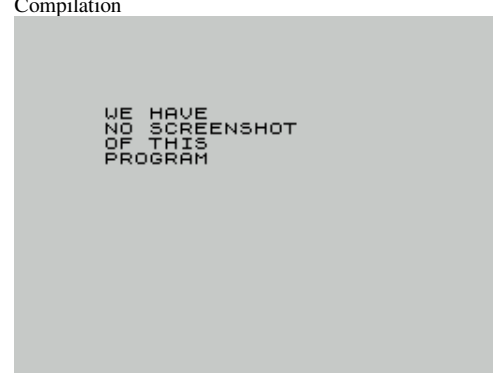 Compilation
WE HAVE
NO SCREENSHOT
OF THIS
PROGRAM